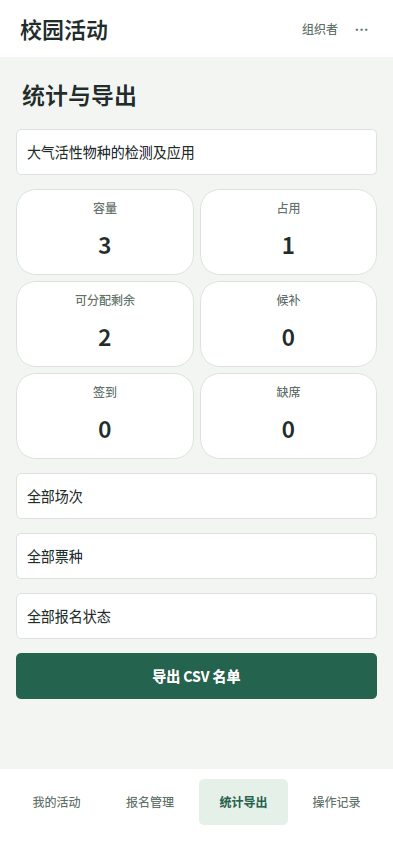 校园活动
组织者 ···
统计与导出
大气活性物种的检测及应用
容量
占用
3
1
可分配剩余
候补
2
0
签到
缺席
0
0
全部场次
全部票种
全部报名状态
导出 CSV 名单
我的活动
报名管理
统计导出
操作记录